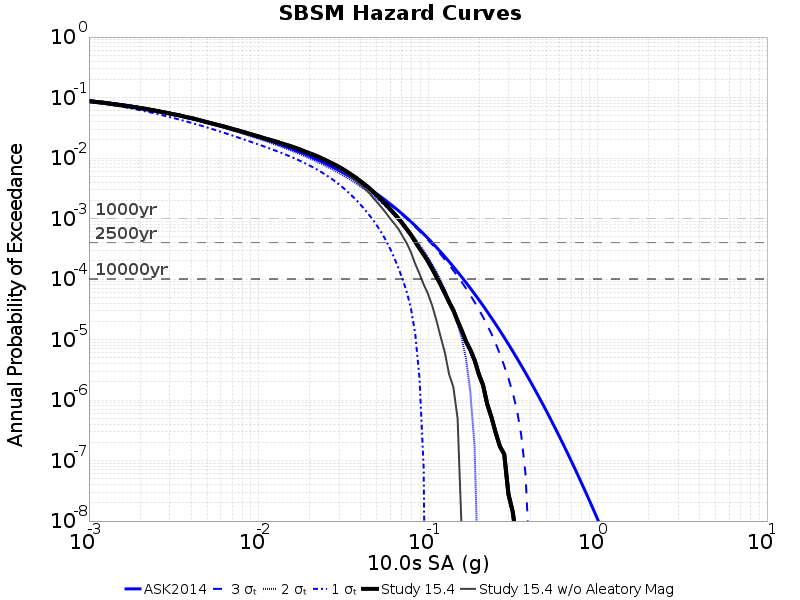 SBSM Hazard Curves
Annual Probability of Exceedance
10⁰
10⁻¹
10⁻²
10⁻³
10⁻⁴
10⁻⁵
10⁻⁶
10⁻⁷
10⁻⁸
1000yr
2500yr
10000yr
10⁻³ 10⁻² 10⁻¹ 10⁰ 10¹
10.0s SA (g)
ASK2014 3 σₜ 2 σₜ 1 σₜ Study 15.4 Study 15.4 w/o Aleatory Mag